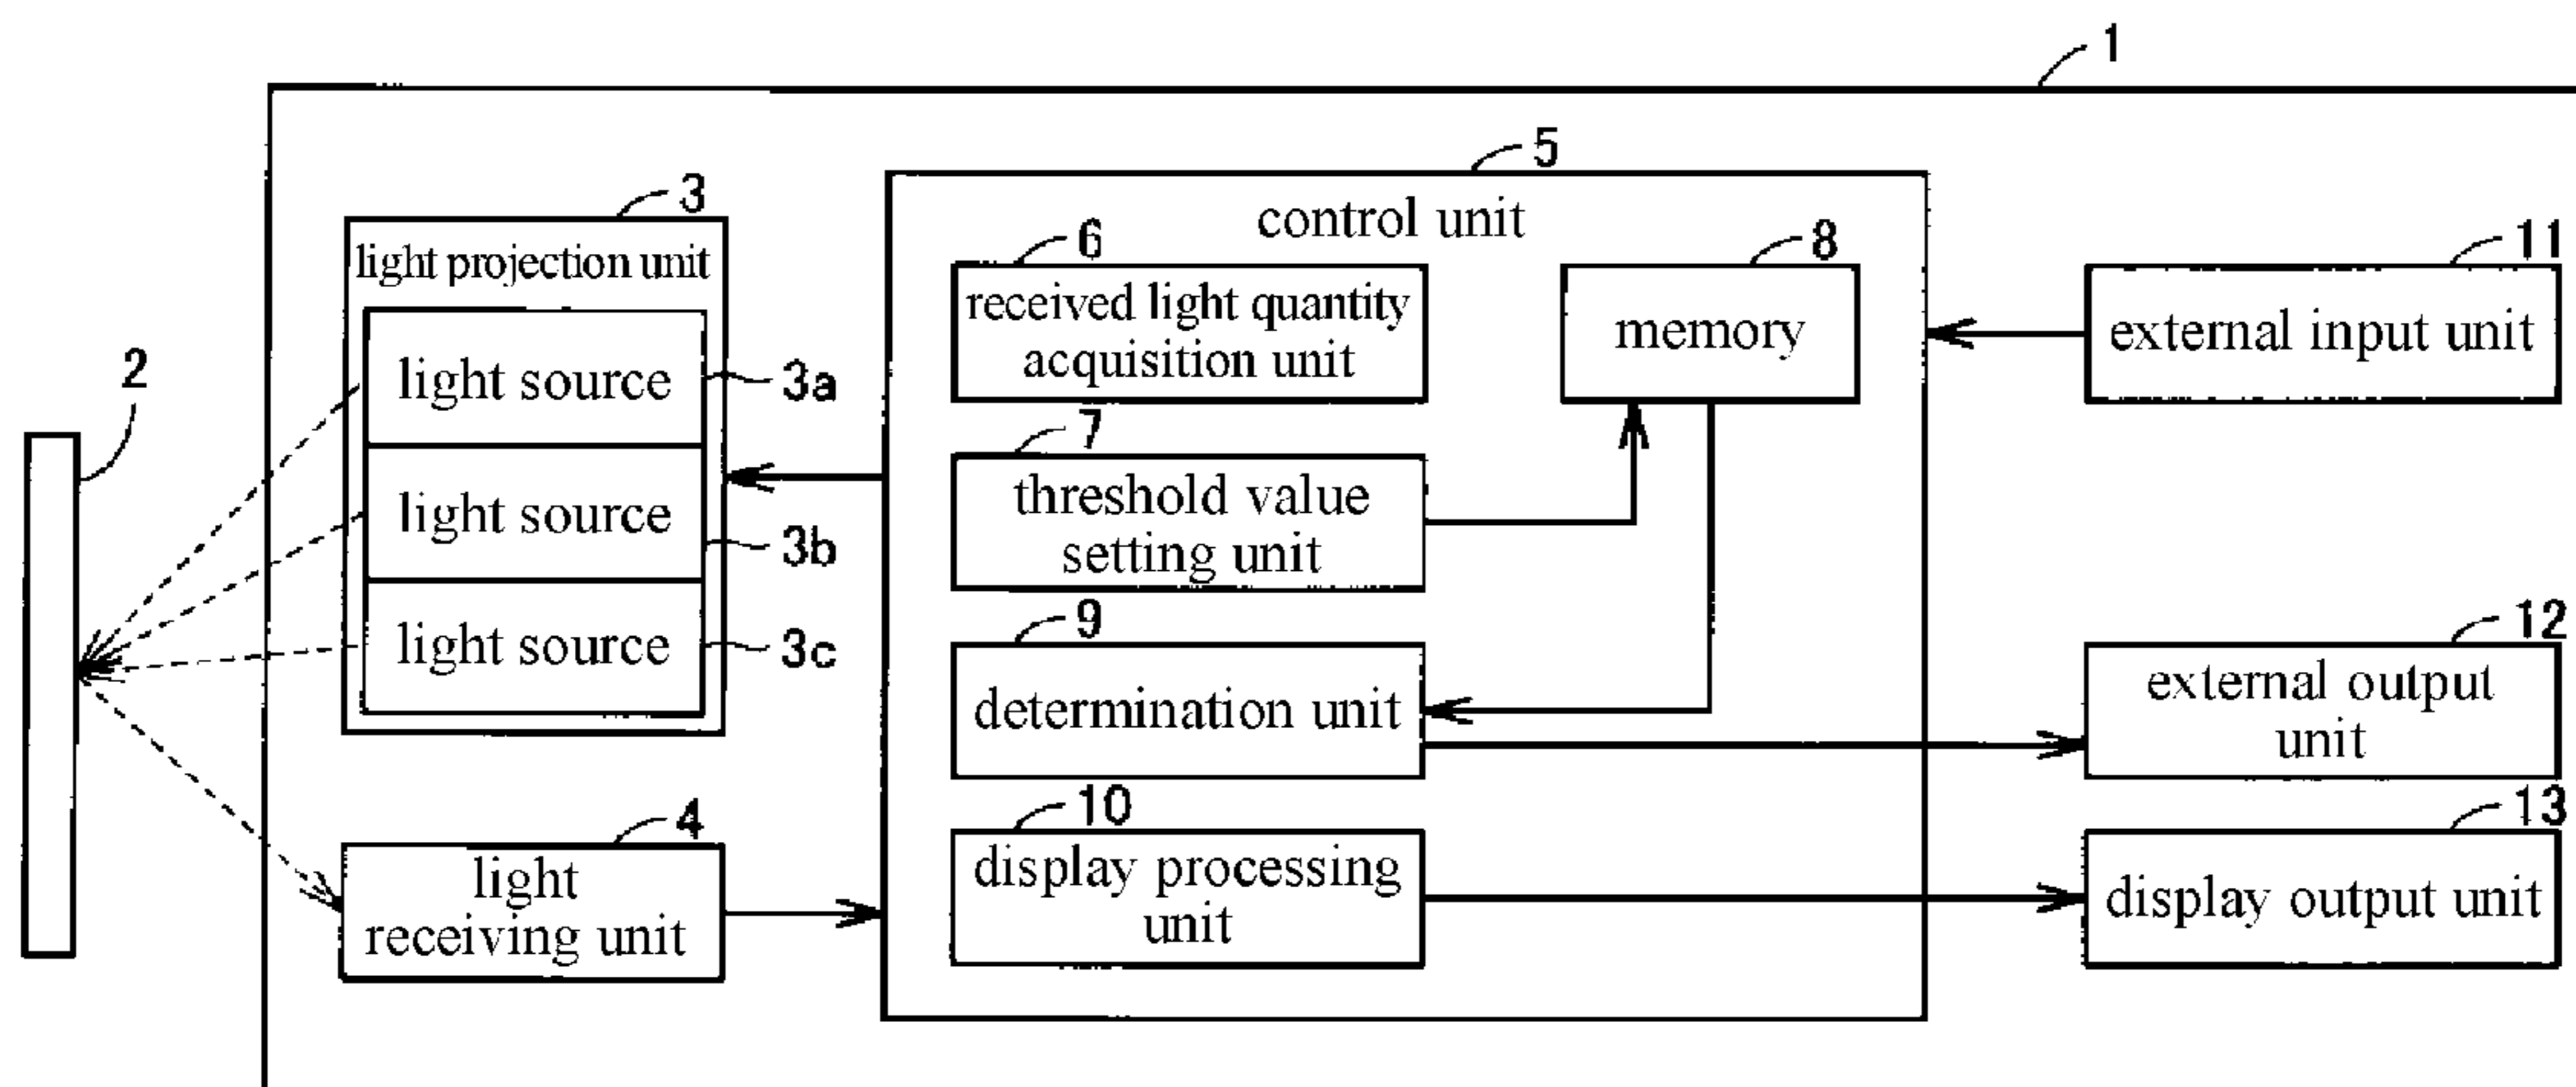 1
5
3
control unit
6
8
11
light projection unit
received light quantity
acquisition unit
memory
external input unit
2
light source
3a
7
light source
3b
threshold value
setting unit
9
12
light source
3c
determination unit
external output
unit
10
13
4
light
receiving unit
display processing
unit
display output unit